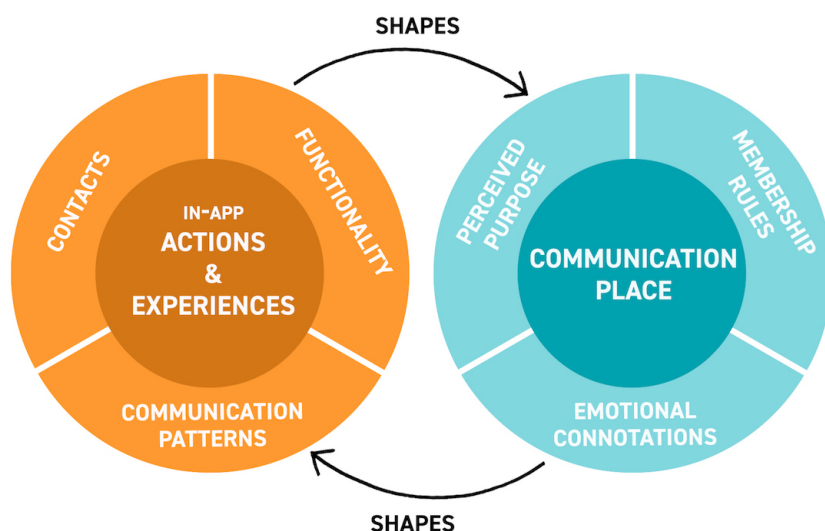 SHAPES
CONTACTS
FUNCTIONALITY
IN-APP
ACTIONS
&
EXPERIENCES
COMMUNICATION
PATTERNS
PERCEIVED
PURPOSE
MEMBERSHIP
RULES
COMMUNICATION
PLACE
EMOTIONAL
CONNOTATIONS
SHAPES